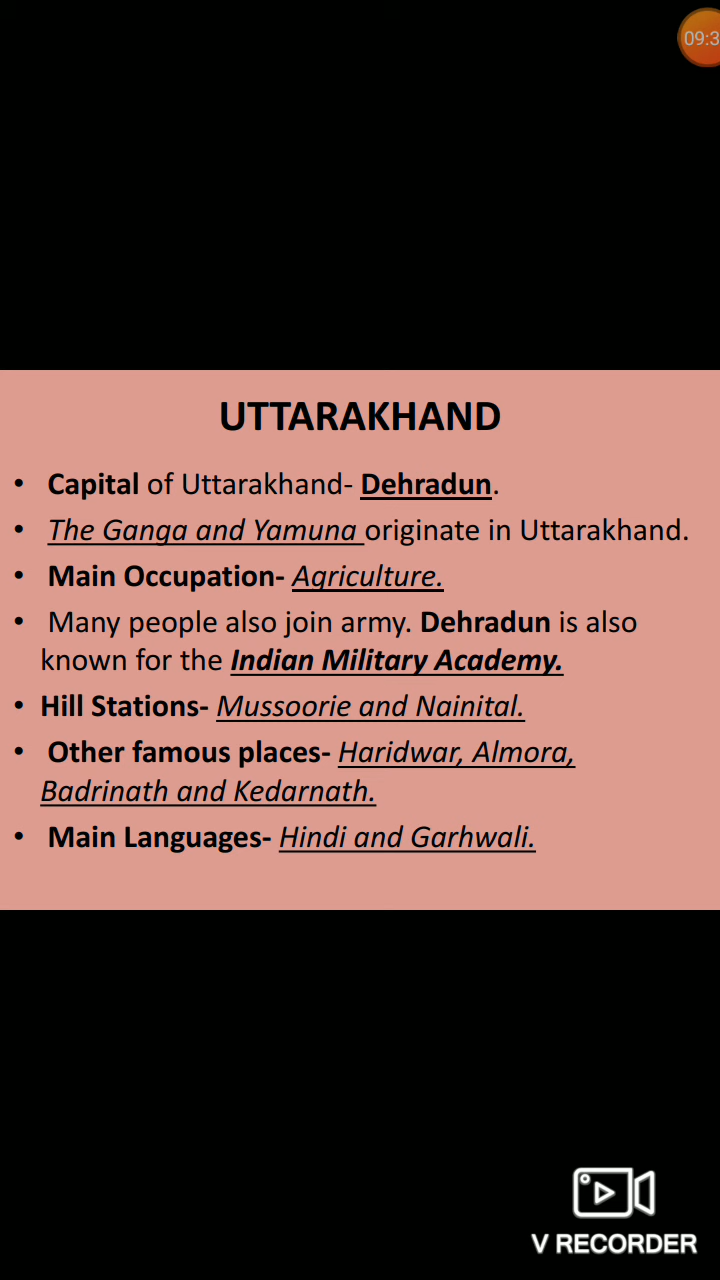 09:3
UTTARAKHAND
• Capital of Uttarakhand- Dehradun.
• The Ganga and Yamuna originate in Uttarakhand.
• Main Occupation- Agriculture.
• Many people also join army. Dehradun is also
known for the Indian Military Academy.
• Hill Stations- Mussoorie and Nainital.
• Other famous places- Haridwar, Almora,
Badrinath and Kedarnath.
• Main Languages- Hindi and Garhwali.
V RECORDER